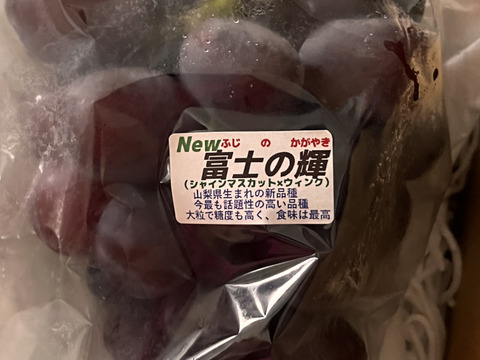 Newふじ の かがやき
富士の輝
(シャインマスカット×ウィンク)
山梨県生まれの新品種
今最も話題性の高い品種
大粒で糖度も高く、食味は最高